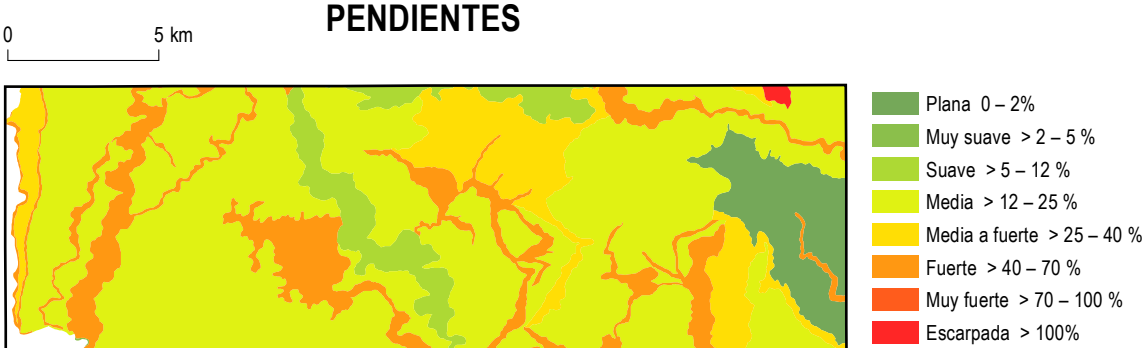 PENDIENTES
0 5 km
Plana 0 – 2%
Muy suave > 2 – 5 %
Suave > 5 – 12 %
Media > 12 – 25 %
Media a fuerte > 25 – 40 %
Fuerte > 40 – 70 %
Muy fuerte > 70 – 100 %
Escarpada > 100%